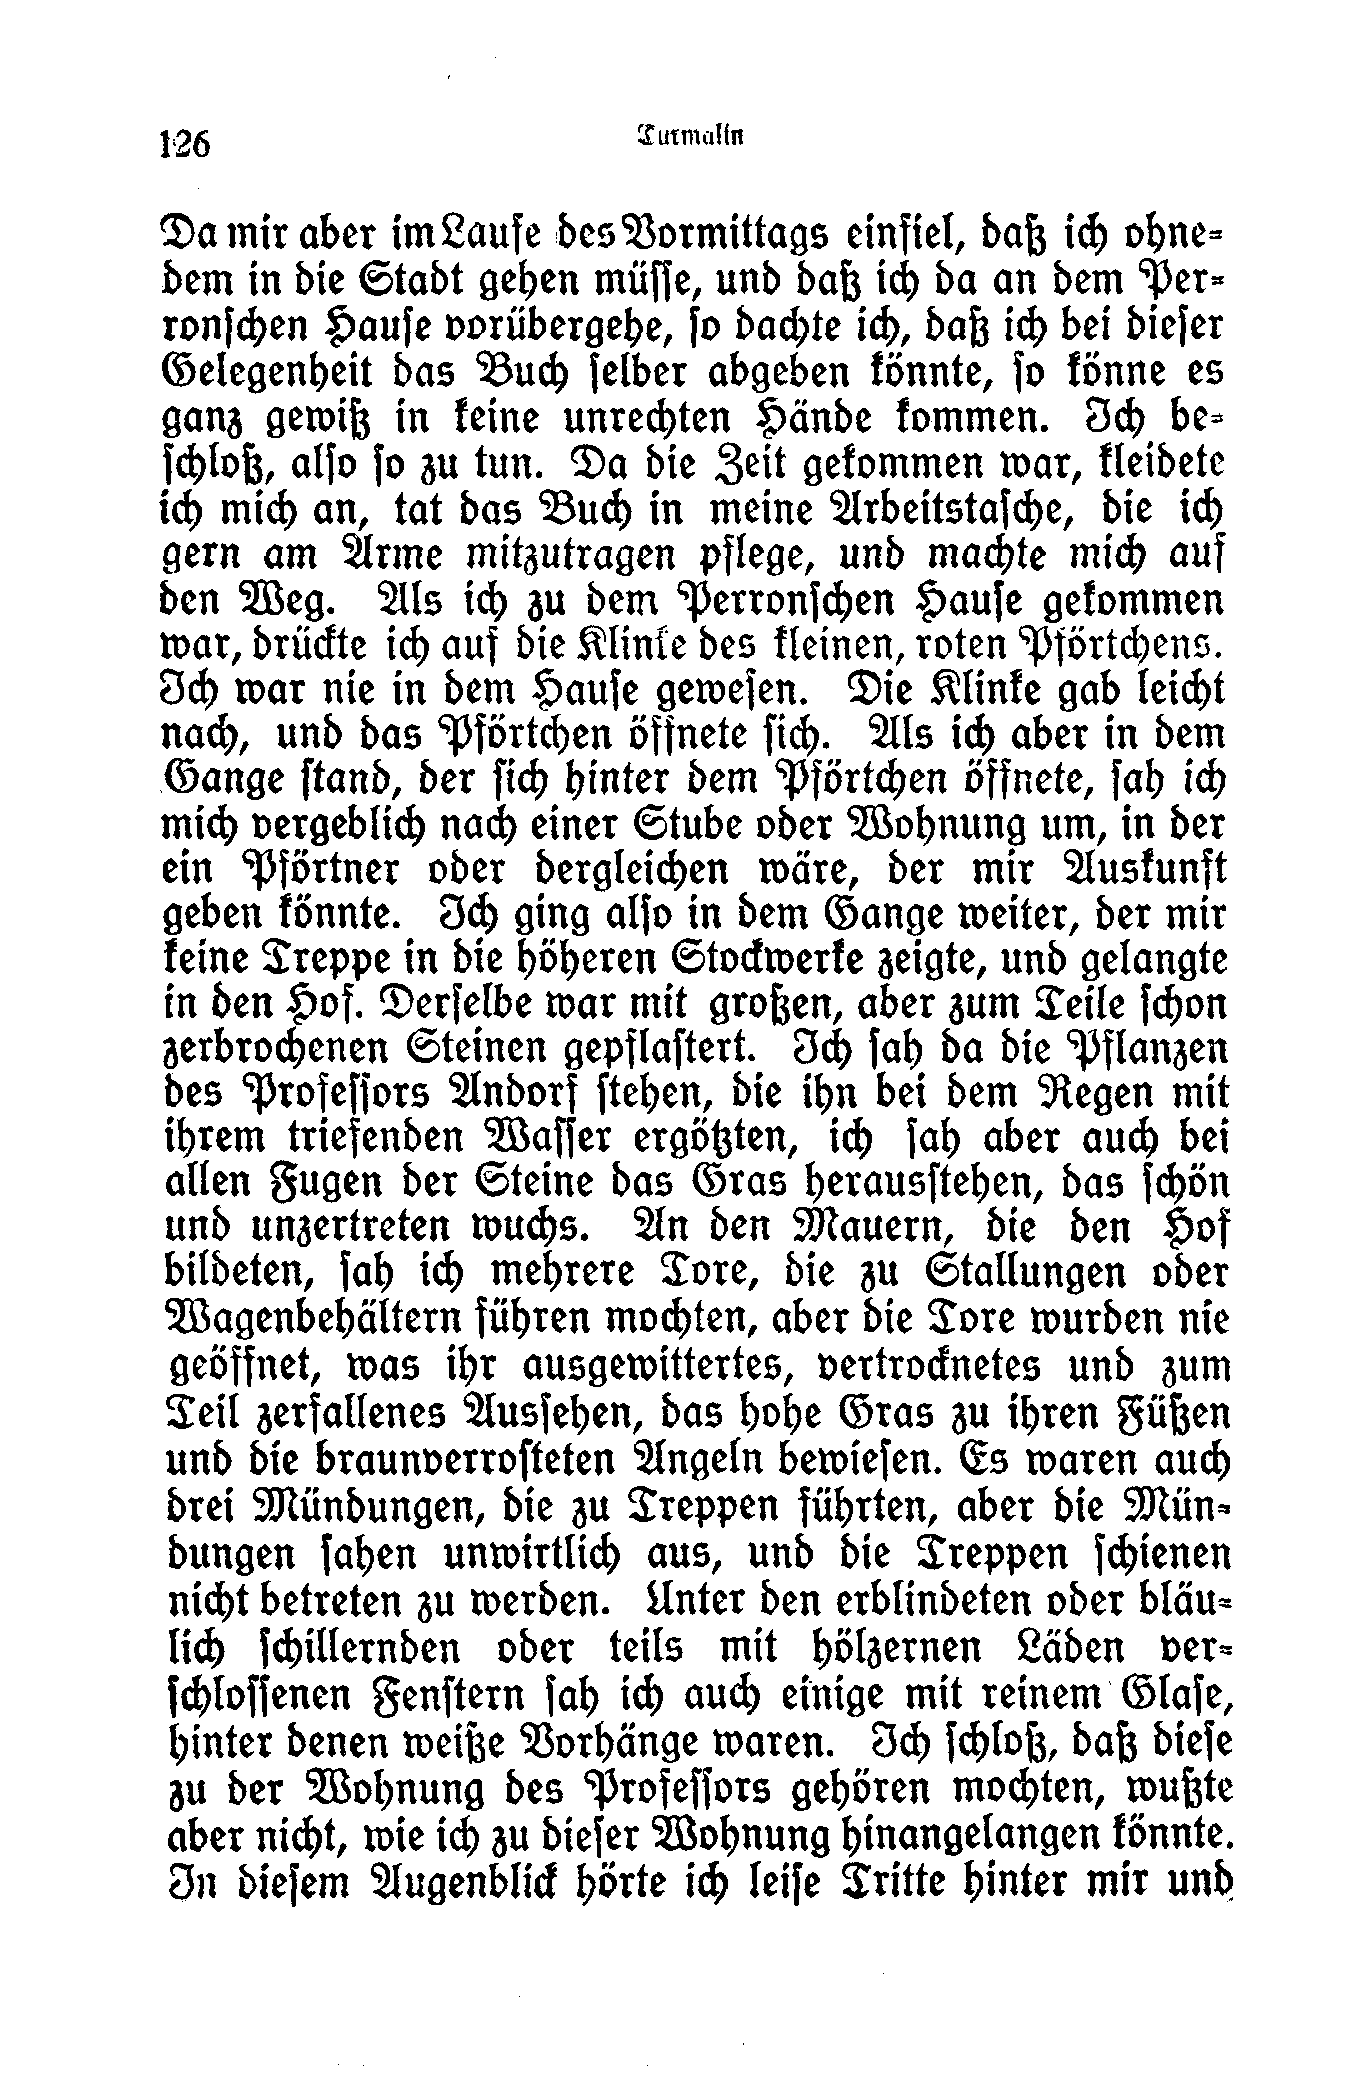 126
Turmalin
Da mir aber im Laufe des Vormittags einfiel, daß ich ohne-
dem in die Stadt gehen müsse, und daß ich da an dem Per-
ronschen Hause vorübergehe, so dachte ich, daß ich bei dieser
Gelegenheit das Buch selber abgeben könnte, so könne es
ganz gewiß in keine unrechten Hände kommen. Ich be-
schloß, also so zu tun. Da die Zeit gekommen war, kleidete
ich mich an, tat das Buch in meine Arbeitstasche, die ich
gern am Arme mitzutragen pflege, und machte mich auf
den Weg. Als ich zu dem Perronschen Hause gekommen
war, drückte ich auf die Klinke des kleinen, roten Pförtchens.
Ich war nie in dem Hause gewesen. Die Klinke gab leicht
nach, und das Pförtchen öffnete sich. Als ich aber in dem
Gange stand, der sich hinter dem Pförtchen öffnete, sah ich
mich vergeblich nach einer Stube oder Wohnung um, in der
ein Pförtner oder dergleichen wäre, der mir Auskunft
geben könnte. Ich ging also in dem Gange weiter, der mir
keine Treppe in die höheren Stockwerke zeigte, und gelangte
in den Hof. Derselbe war mit großen, aber zum Teile schon
zerbrochenen Steinen gepflastert. Ich sah da die Pflanzen
des Professors Andorf stehen, die ihn bei dem Regen mit
ihrem triefenden Wasser ergötzten, ich sah aber auch bei
allen Fugen der Steine das Gras herausstehen, das schön
und unzertreten wuchs. An den Mauern, die den Hof
bildeten, sah ich mehrere Tore, die zu Stallungen oder
Wagenbehältern führen mochten, aber die Tore wurden nie
geöffnet, was ihr ausgewittertes, vertrocknetes und zum
Teil zerfallenes Aussehen, das hohe Gras zu ihren Füßen
und die braunverrosteten Angeln bewiesen. Es waren auch
drei Mündungen, die zu Treppen führten, aber die Mün-
dungen sahen unwirtlich aus, und die Treppen schienen
nicht betreten zu werden. Unter den erblindeten oder bläu-
lich schillernden oder teils mit hölzernen Läden ver-
schlossenen Fenstern sah ich auch einige mit reinem Glase,
hinter denen weiße Vorhänge waren. Ich schloß, daß diese
zu der Wohnung des Professors gehören mochten, wußte
aber nicht, wie ich zu dieser Wohnung hinangelangen könnte.
In diesem Augenblick hörte ich leise Tritte hinter mir und